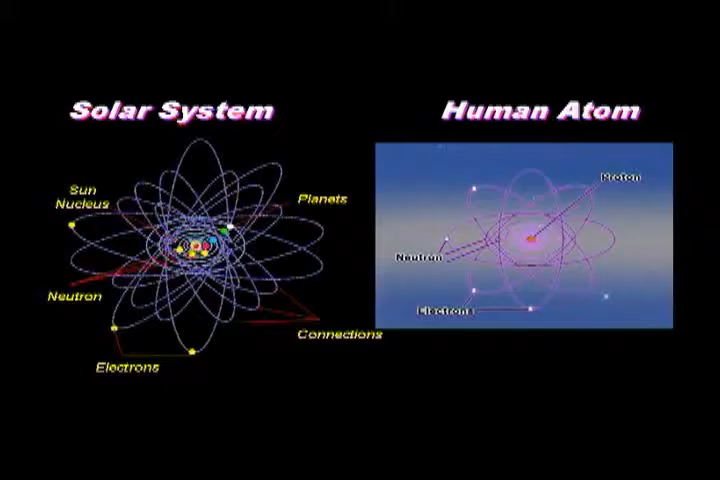 Solar System
Human Atom
Sun
Nucleus
Planets
Neutron
Connections
Electrons
Proton
Neutron
Electrons